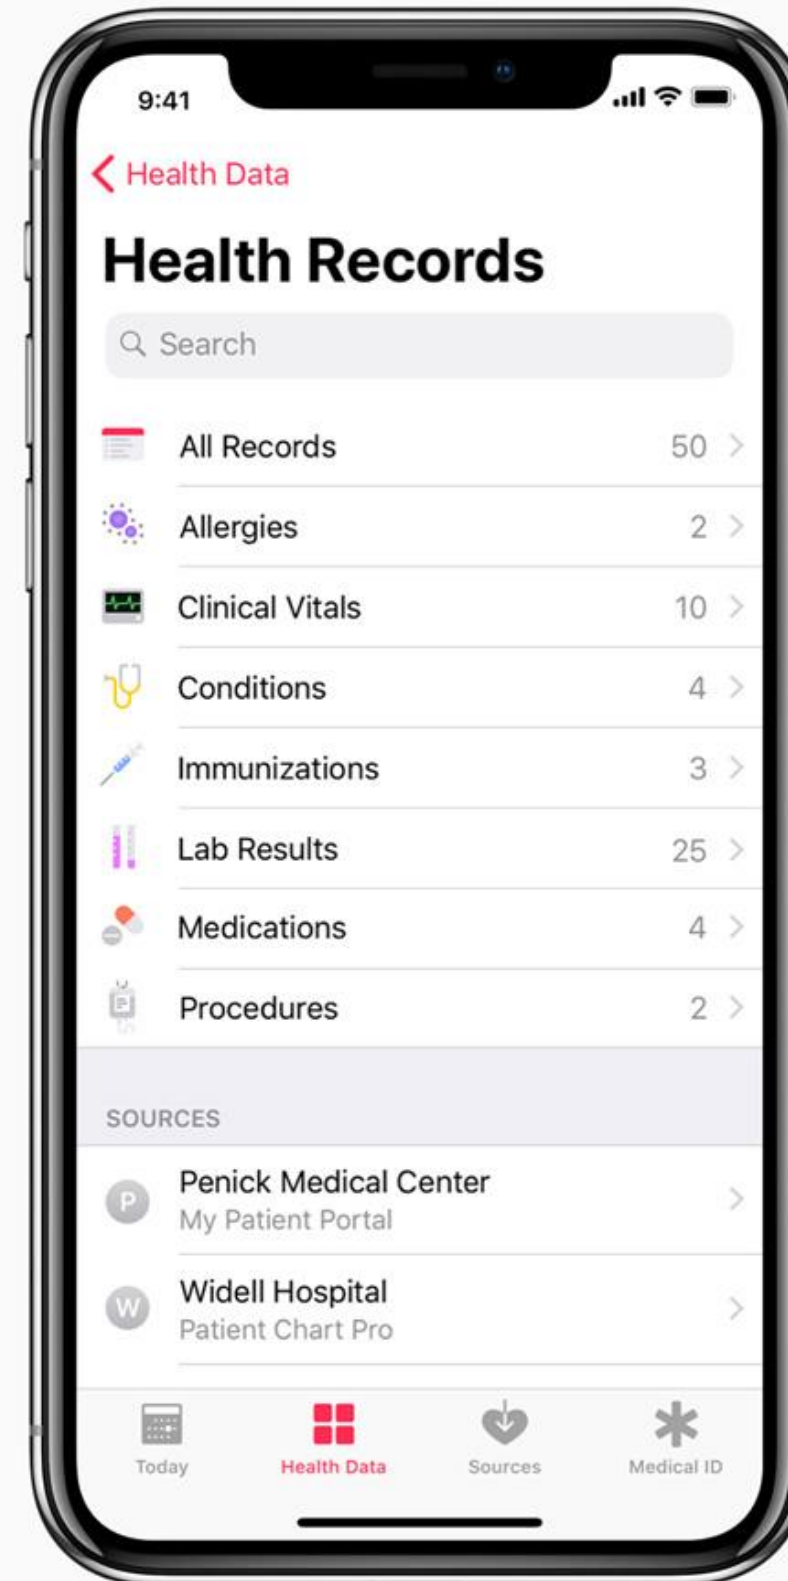 9:41
Health Data
Health Records
Search
All Records 50
Allergies 2
Clinical Vitals 10
Conditions 4
Immunizations 3
Lab Results 25
Medications 4
Procedures 2
SOURCES
P Penick Medical Center
My Patient Portal
W Widell Hospital
Patient Chart Pro
Today Health Data Sources Medical ID